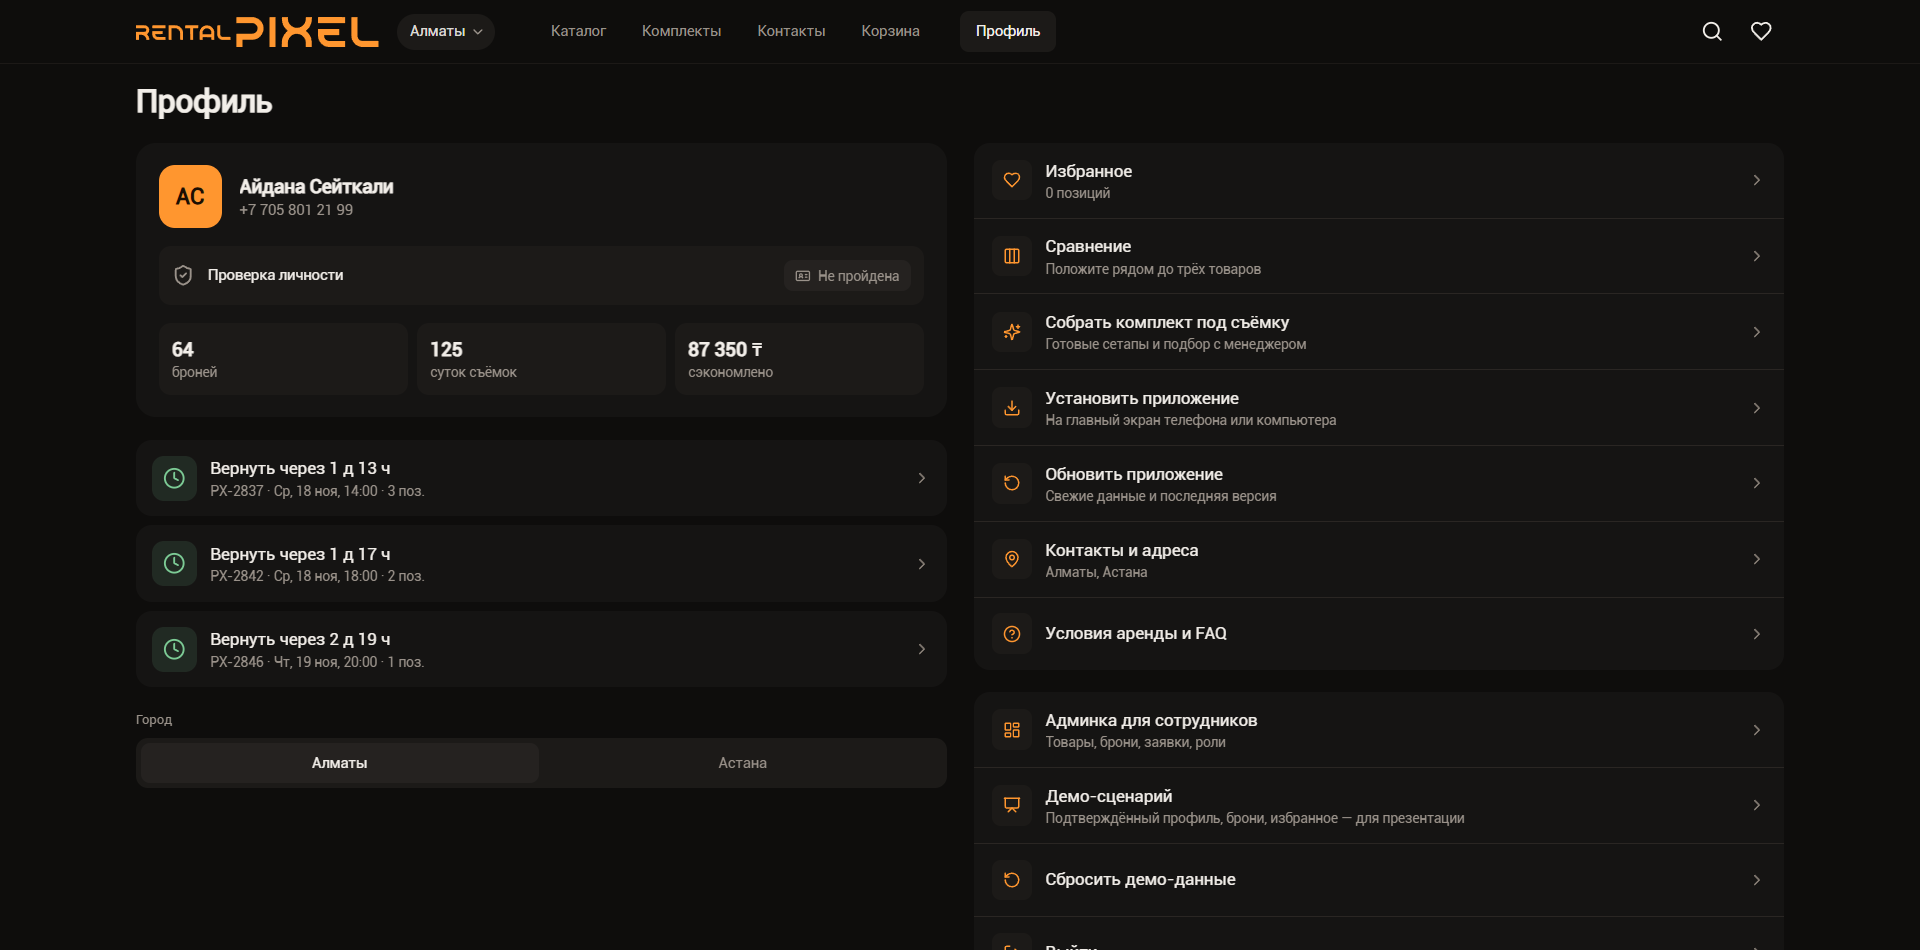 RENTAL PIXEL
Алматы
Каталог
Комплекты
Контакты
Корзина
Профиль
Профиль
АС
Айдана Сейткали
+7 705 801 21 99
Проверка личности
Не пройдена
64
броней
125
суток съёмок
87 350 ₸
сэкономлено
Вернуть через 1 д 13 ч
PX-2837 · Ср, 18 ноя, 14:00 · 3 поз.
Вернуть через 1 д 17 ч
PX-2842 · Ср, 18 ноя, 18:00 · 2 поз.
Вернуть через 2 д 19 ч
PX-2846 · Чт, 19 ноя, 20:00 · 1 поз.
Город
Алматы
Астана
Избранное
0 позиций
Сравнение
Положите рядом до трёх товаров
Собрать комплект под съёмку
Готовые сетапы и подбор с менеджером
Установить приложение
На главный экран телефона или компьютера
Обновить приложение
Свежие данные и последняя версия
Контакты и адреса
Алматы, Астана
Условия аренды и FAQ
Админка для сотрудников
Товары, брони, заявки, роли
Демо-сценарий
Подтверждённый профиль, брони, избранное — для презентации
Сбросить демо-данные